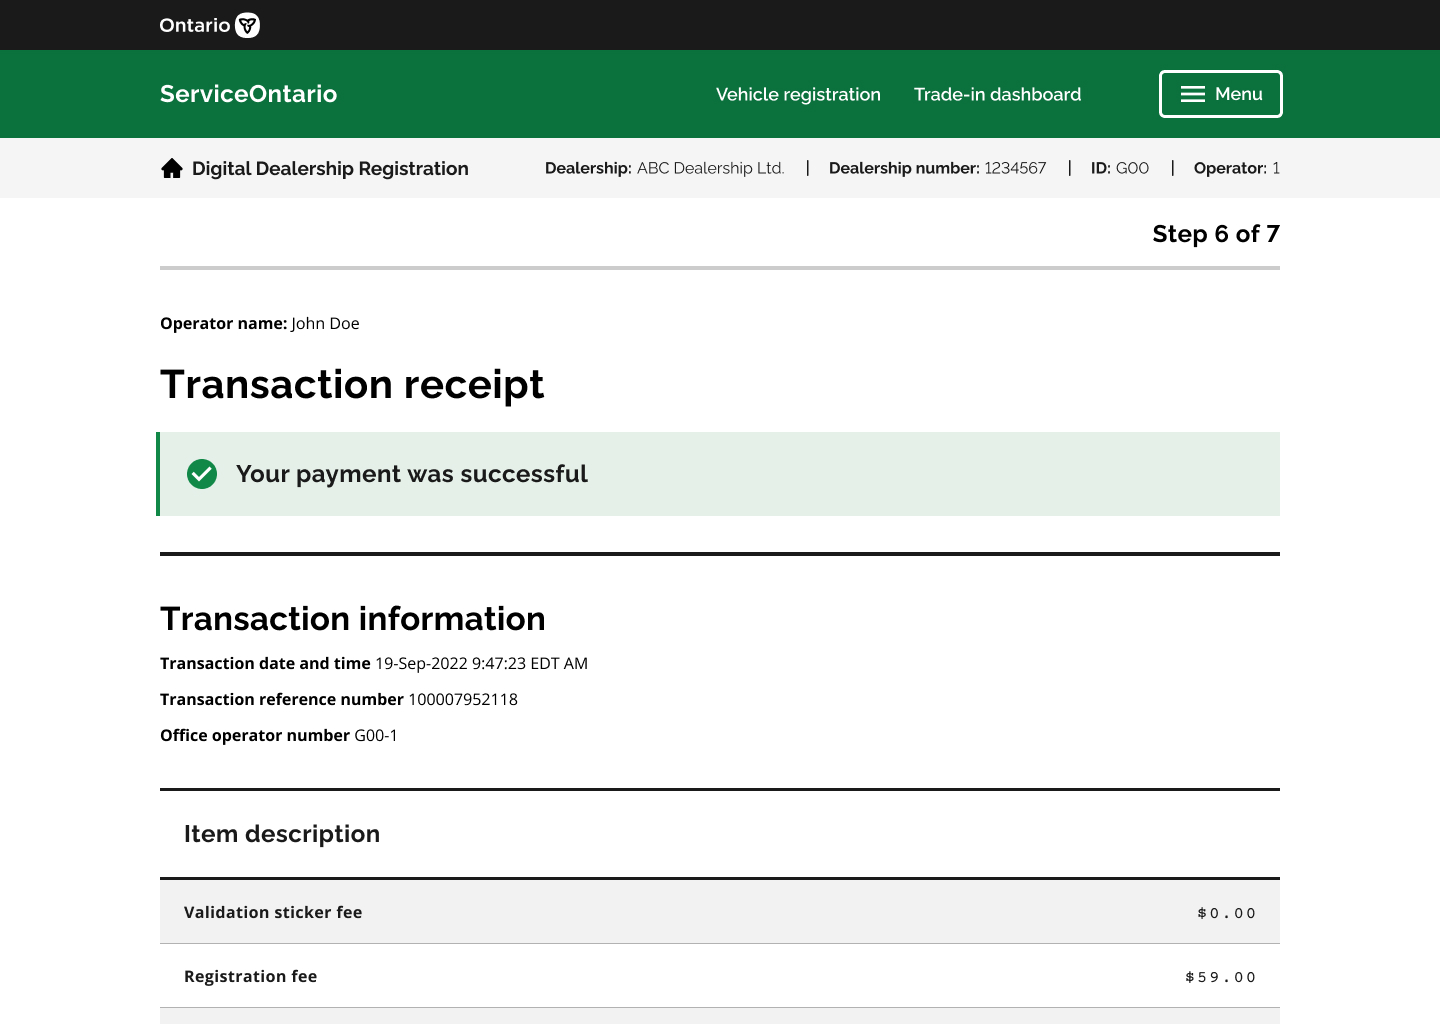 Ontario
ServiceOntario Vehicle registration Trade-in dashboard Menu
Digital Dealership Registration Dealership: ABC Dealership Ltd. | Dealership number: 1234567 | ID: G00 | Operator: 1
Step 6 of 7
Operator name: John Doe
Transaction receipt
Your payment was successful
Transaction information
Transaction date and time 19-Sep-2022 9:47:23 EDT AM
Transaction reference number 100007952118
Office operator number G00-1
Item description
Validation sticker fee $0.00
Registration fee $59.00